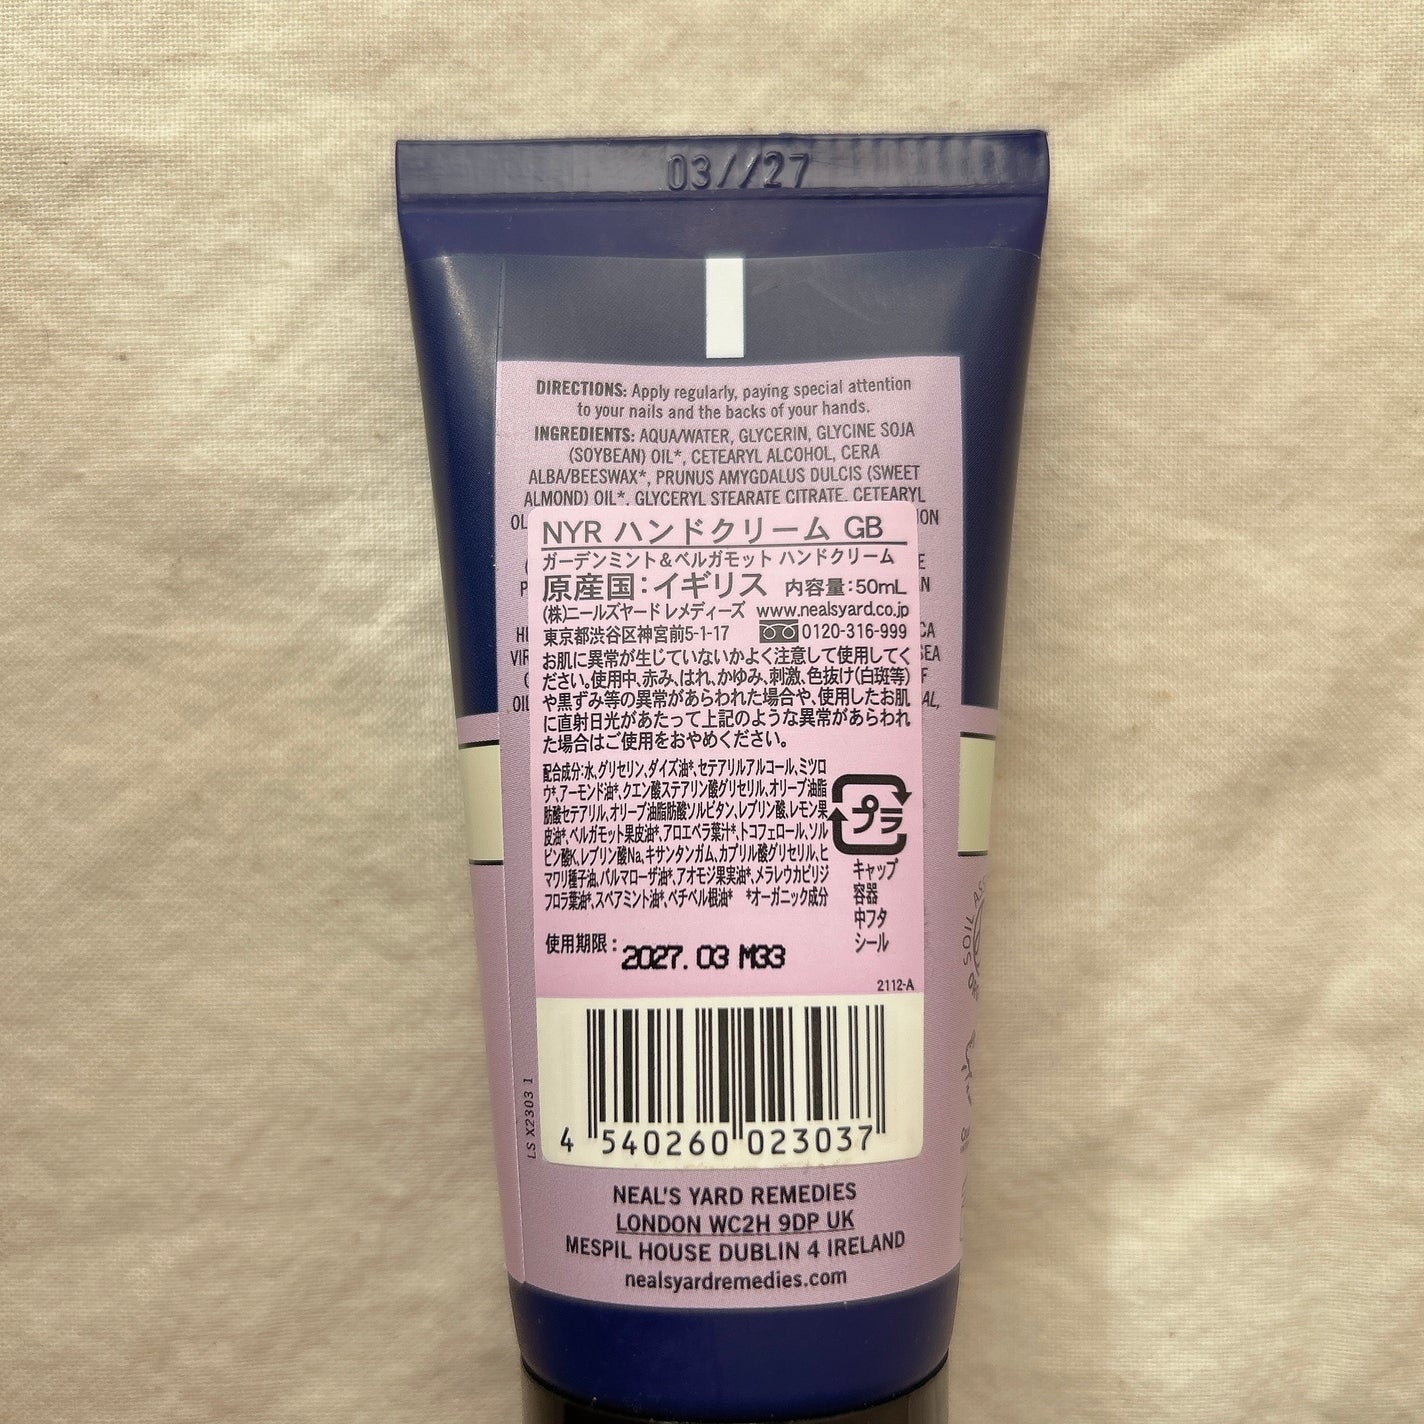 03//27
DIRECTIONS: Apply regularly, paying special attention
to your nails and the backs of your hands.
INGREDIENTS: AQUA/WATER, GLYCERIN, GLYCINE SOJA
(SOYBEAN) OIL*, CETEARYL ALCOHOL, CERA
ALBA/BEESWAX*, PRUNUS AMYGDALUS DULCIS (SWEET
ALMOND) OIL*, GLYCERYL STEARATE CITRATE, CETEARYL
NYR ハンドクリーム GB
ガーデンミント&ベルガモット ハンドクリーム
原産国:イギリス 内容量:50mL
(株)ニールズヤード レメディーズ www.nealsyard.co.jp
東京都渋谷区神宮前5-1-17 0120-316-999
お肌に異常が生じていないかよく注意して使用してく
ださい。使用中、赤み、はれ、かゆみ、刺激、色抜け(白斑等)
や黒ずみ等の異常があらわれた場合や、使用したお肌
に直射日光があたって上記のような異常があらわれ
た場合はご使用をおやめください。
配合成分:水、グリセリン、ダイズ油*、セテアリルアルコール、ミツロ
ウ*、アーモンド油*、クエン酸ステアリン酸グリセリル、オリーブ油脂
肪酸セテアリル、オリーブ油脂肪酸ソルビタン、レブリン酸、レモン果
皮油*、ベルガモット果皮油*、アロエベラ葉汁*、トコフェロール、ソル
ビン酸K、レブリン酸Na、キサンタンガム、カプリル酸グリセリル、ヒ
マワリ種子油、パルマローザ油*、アオモジ果実油*、メラレウカビリジ
フロラ葉油*、スペアミント油*、ベチベル根油* *オーガニック成分
プラ
キャップ
容器
中フタ
シール
使用期限: 2027. 03 M33
2112-A
4 540260 023037
LS X2303 1
NEAL'S YARD REMEDIES
LONDON WC2H 9DP UK
MESPIL HOUSE DUBLIN 4 IRELAND
nealsyardremedies.com